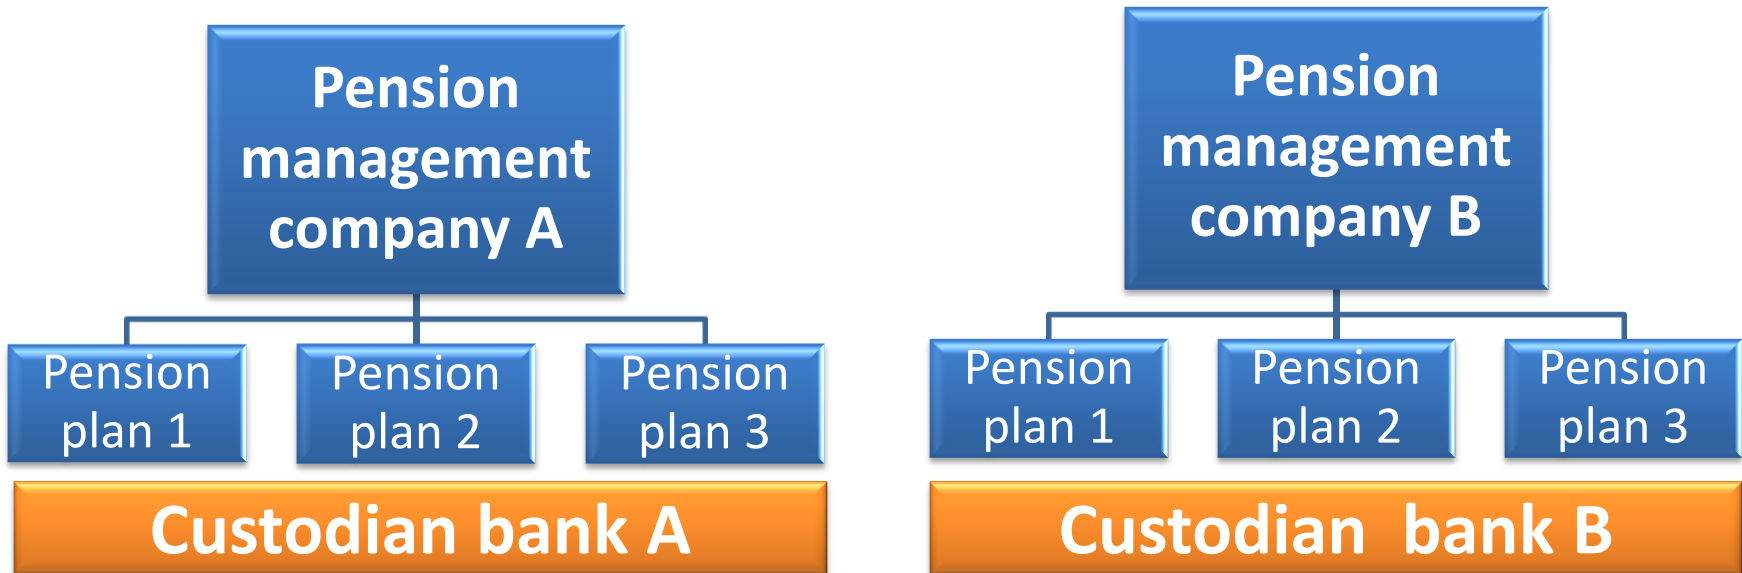 Pension
management
company A
Pension
plan 1
Pension
plan 2
Pension
plan 3
Custodian bank A
Pension
management
company B
Pension
plan 1
Pension
plan 2
Pension
plan 3
Custodian bank B